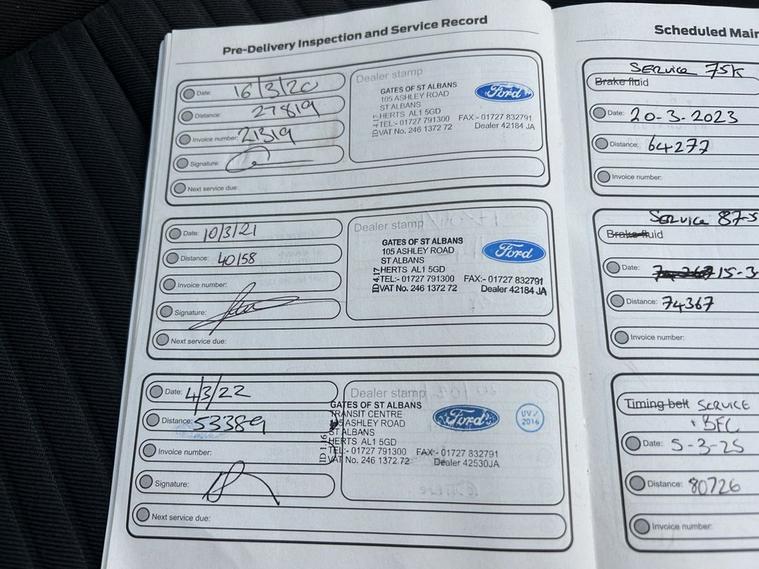 Pre-Delivery Inspection and Service Record
Date: 16/3/20
Distance: 27819
Invoice number: 21319
Signature:
Next service due:
Dealer stamp
GATES OF ST ALBANS
105 ASHLEY ROAD
ST ALBANS
HERTS AL1 5GD
TEL:- 01727 791300 FAX:- 01727 832791
VAT No. 246 1372 72 Dealer 42184 JA
Ford
Date: 10/3/21
Distance: 40158
Invoice number:
Signature:
Next service due:
Dealer stamp
GATES OF ST ALBANS
105 ASHLEY ROAD
ST ALBANS
HERTS AL1 5GD
TEL:- 01727 791300 FAX:- 01727 832791
VAT No. 246 1372 72 Dealer 42184 JA
ID 4.17
Ford
Date: 4/3/22
Distance: 53389
Invoice number:
Signature:
Next service due:
Dealer stamp
GATES OF ST ALBANS
TRANSIT CENTRE
105 ASHLEY ROAD
ST ALBANS
HERTS AL1 5GD
TEL:- 01727 791300 FAX:- 01727 832791
VAT No. 246 1372 72 Dealer 42530JA
Ford
UV/
2016
Scheduled Main
SERVICE 75K
Brake fluid
Date: 20-3-2023
Distance: 64277
Invoice number:
SERVICE 87-5
Brake fluid
Date: 15-3
Distance: 74367
Invoice number:
Timing belt SERVICE
+ BFC
Date: 5-3-25
Distance: 80726
Invoice number: